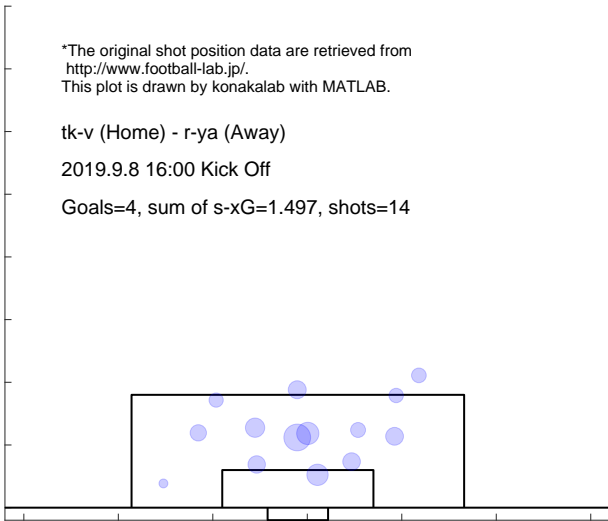 *The original shot position data are retrieved from
http://www.football-lab.jp/.
This plot is drawn by konakalab with MATLAB.
tk-v (Home) - r-ya (Away)
2019.9.8 16:00 Kick Off
Goals=4, sum of s-xG=1.497, shots=14